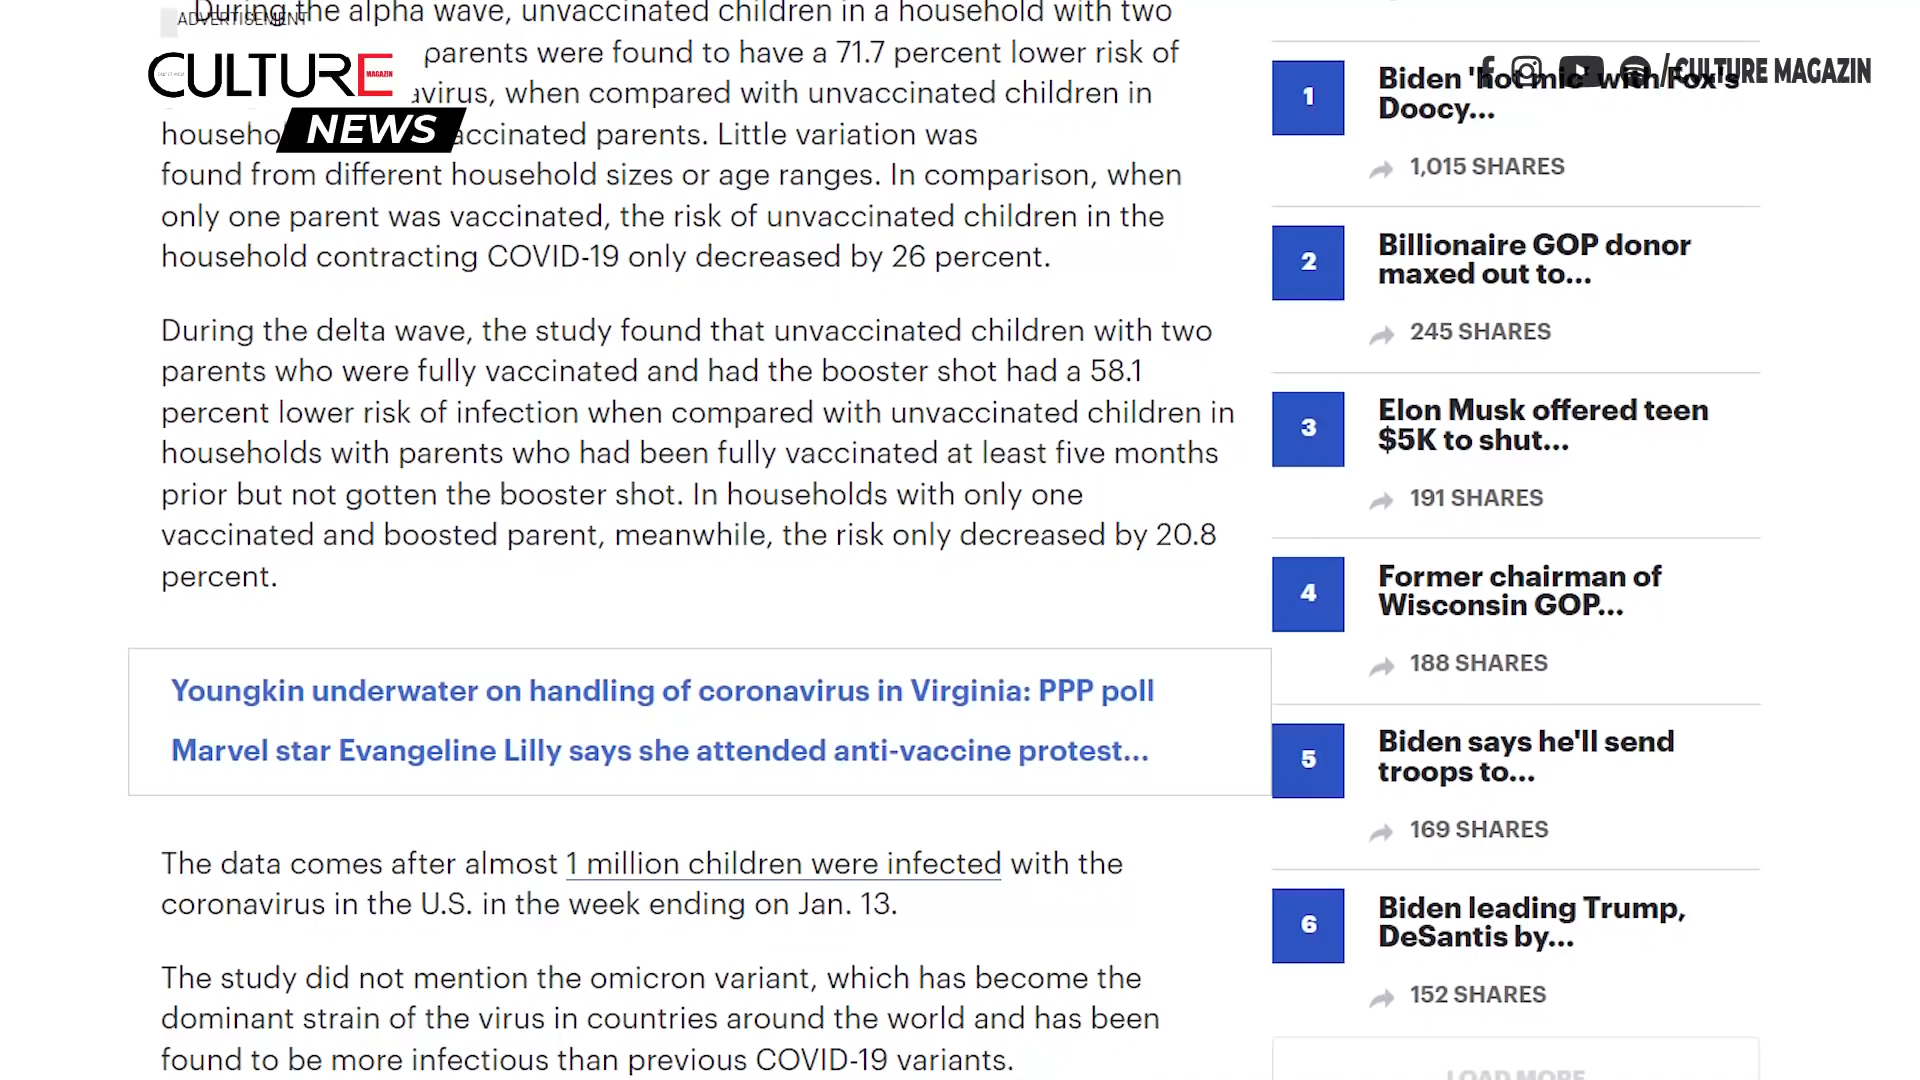 ADVERTISEMENT
During the alpha wave, unvaccinated children in a household with two
parents were found to have a 71.7 percent lower risk of
avirus, when compared with unvaccinated children in
househo accinated parents. Little variation was
found from different household sizes or age ranges. In comparison, when
only one parent was vaccinated, the risk of unvaccinated children in the
household contracting COVID-19 only decreased by 26 percent.
CULTURE
MAGAZIN
NEWS
During the delta wave, the study found that unvaccinated children with two
parents who were fully vaccinated and had the booster shot had a 58.1
percent lower risk of infection when compared with unvaccinated children in
households with parents who had been fully vaccinated at least five months
prior but not gotten the booster shot. In households with only one
vaccinated and boosted parent, meanwhile, the risk only decreased by 20.8
percent.
Youngkin underwater on handling of coronavirus in Virginia: PPP poll
Marvel star Evangeline Lilly says she attended anti-vaccine protest...
The data comes after almost 1 million children were infected with the
coronavirus in the U.S. in the week ending on Jan. 13.
The study did not mention the omicron variant, which has become the
dominant strain of the virus in countries around the world and has been
found to be more infectious than previous COVID-19 variants.
/CULTURE MAGAZIN
1
Biden 'hot mic' with Fox's
Doocy...
1,015 SHARES
2
Billionaire GOP donor
maxed out to...
245 SHARES
3
Elon Musk offered teen
$5K to shut...
191 SHARES
4
Former chairman of
Wisconsin GOP...
188 SHARES
5
Biden says he'll send
troops to...
169 SHARES
6
Biden leading Trump,
DeSantis by...
152 SHARES
LOAD MORE